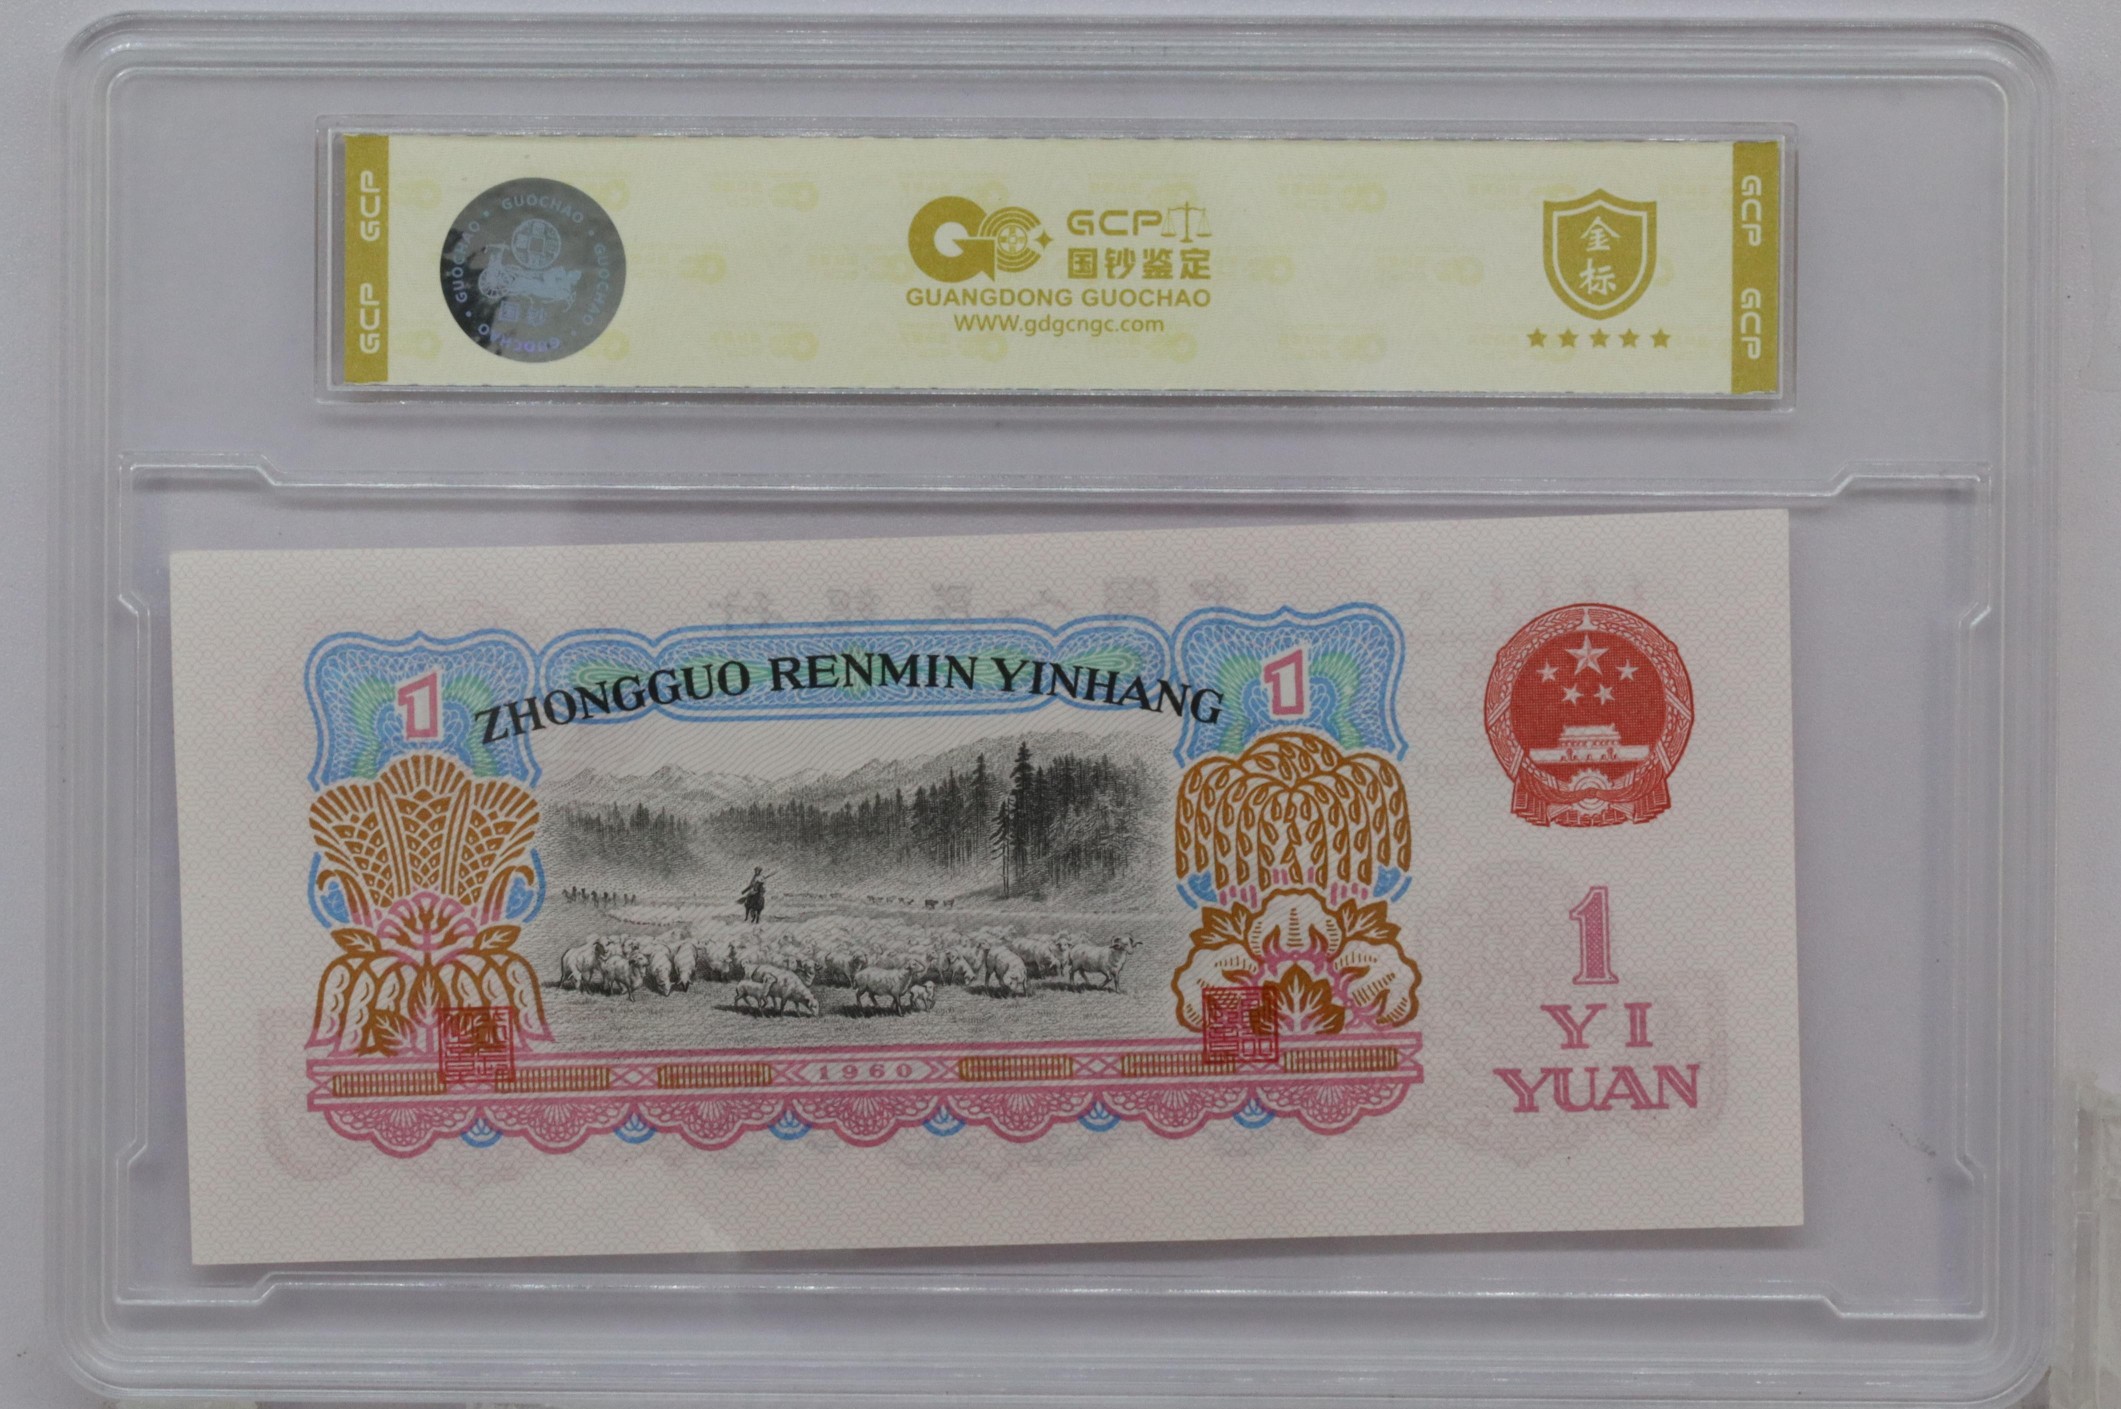 GCP GCP
GUOCHAO • GUOCHAO • GUOCHAO • GUOCHAO •
GCP
国钞鉴定
GUANGDONG GUOCHAO
WWW.gdgcngc.com
金
标
GCP GCP
1
ZHONGGUO RENMIN YINHANG
1
1960
1
YI
YUAN